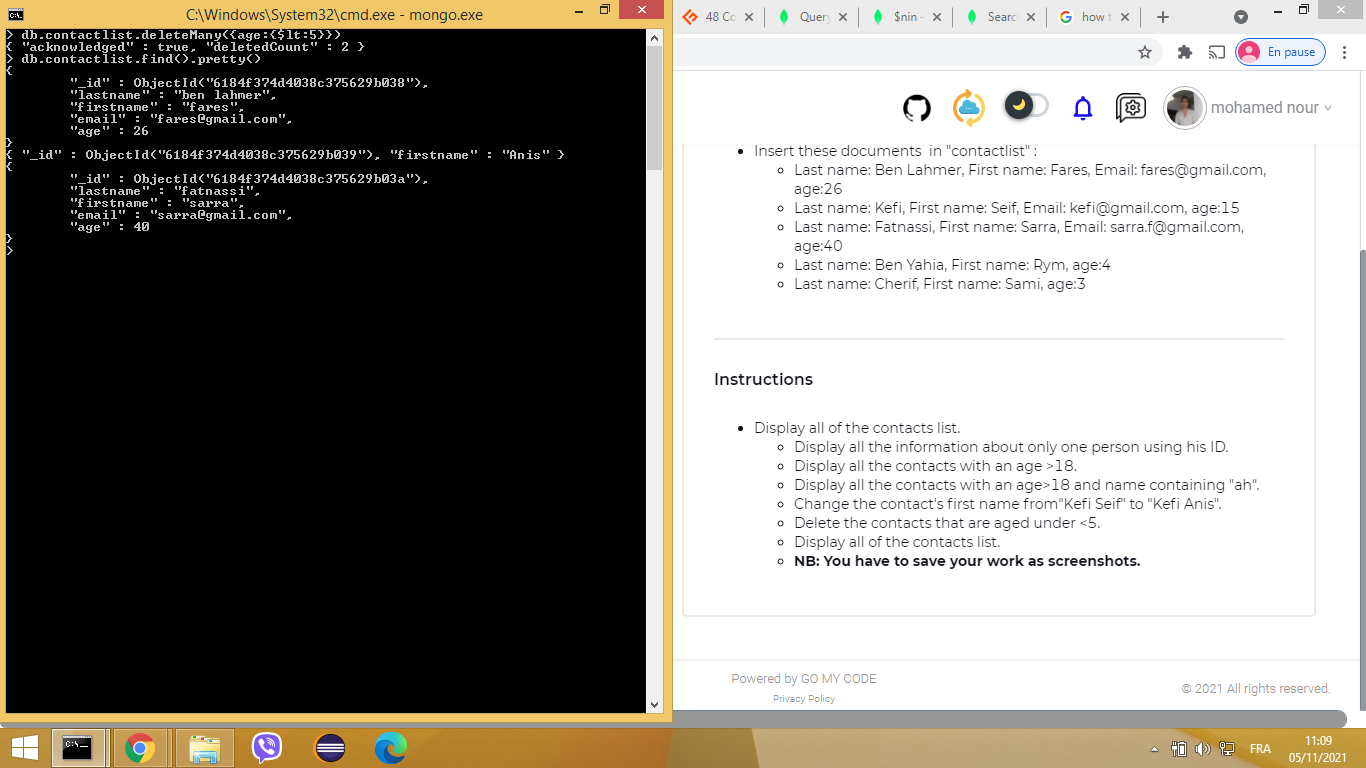 C:\Windows\System32\cmd.exe - mongo.exe
> db.contactlist.deleteMany({age:{$lt:5}})
{ "acknowledged" : true, "deletedCount" : 2 }
> db.contactlist.find().pretty()
{
"_id" : ObjectId("6184f374d4038c375629b038"),
"lastname" : "ben lahmer",
"firstname" : "fares",
"email" : "fares@gmail.com",
"age" : 26
}
{ "_id" : ObjectId("6184f374d4038c375629b039"), "firstname" : "Anis" }
{
"_id" : ObjectId("6184f374d4038c375629b03a"),
"lastname" : "fatnassi",
"firstname" : "sarra",
"email" : "sarra@gmail.com",
"age" : 40
}
>
48 Co
Query
$nin -
Searc
how t
En pause
mohamed nour
Insert these documents in "contactlist" :
Last name: Ben Lahmer, First name: Fares, Email: fares@gmail.com,
age:26
Last name: Kefi, First name: Seif, Email: kefi@gmail.com, age:15
Last name: Fatnassi, First name: Sarra, Email: sarra.f@gmail.com,
age:40
Last name: Ben Yahia, First name: Rym, age:4
Last name: Cherif, First name: Sami, age:3
Instructions
Display all of the contacts list.
Display all the information about only one person using his ID.
Display all the contacts with an age >18.
Display all the contacts with an age>18 and name containing "ah".
Change the contact's first name from"Kefi Seif" to "Kefi Anis".
Delete the contacts that are aged under <5.
Display all of the contacts list.
NB: You have to save your work as screenshots.
Powered by GO MY CODE
Privacy Policy
© 2021 All rights reserved.
C:\_
FRA
11:09
05/11/2021